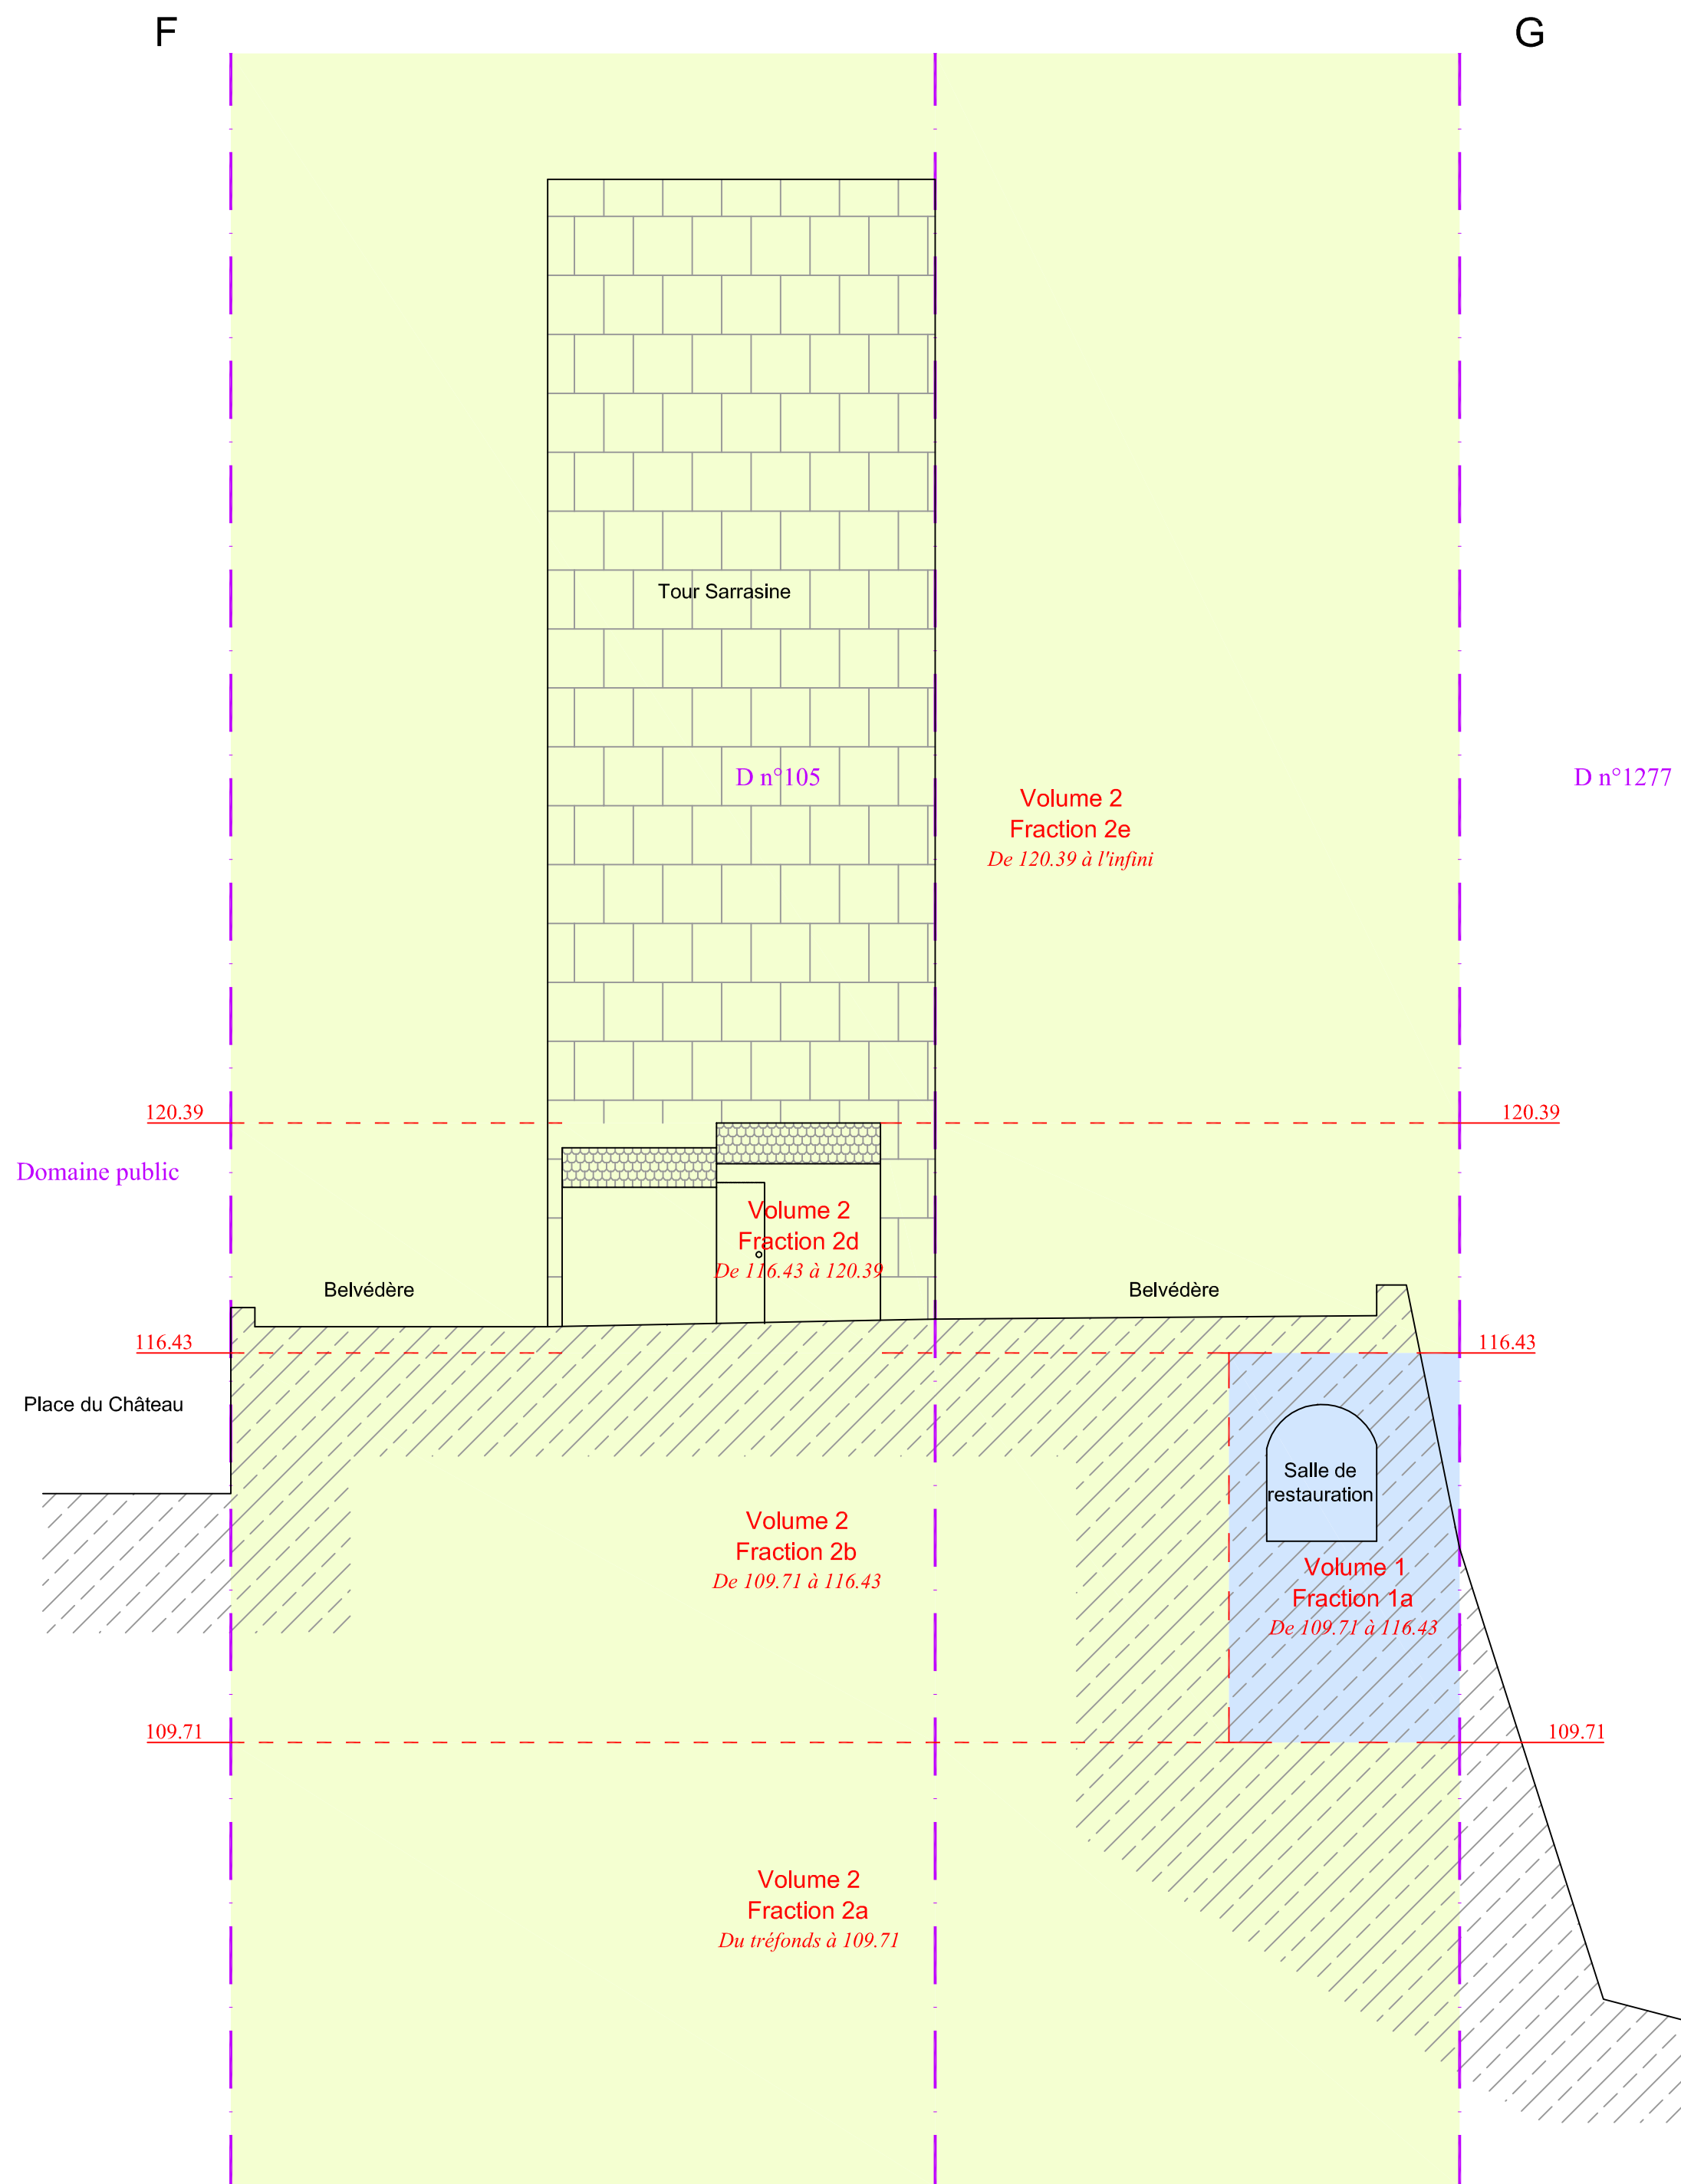 F
G
Tour Sarrasine
D n°105
D n°1277
Volume 2
Fraction 2e
De 120.39 à l'infini
120.39
120.39
Domaine public
Volume 2
Fraction 2d
De 116.43 à 120.39
Belvédère
Belvédère
116.43
116.43
Place du Château
Salle de
restauration
Volume 2
Fraction 2b
De 109.71 à 116.43
Volume 1
Fraction 1a
De 109.71 à 116.43
109.71
109.71
Volume 2
Fraction 2a
Du tréfonds à 109.71